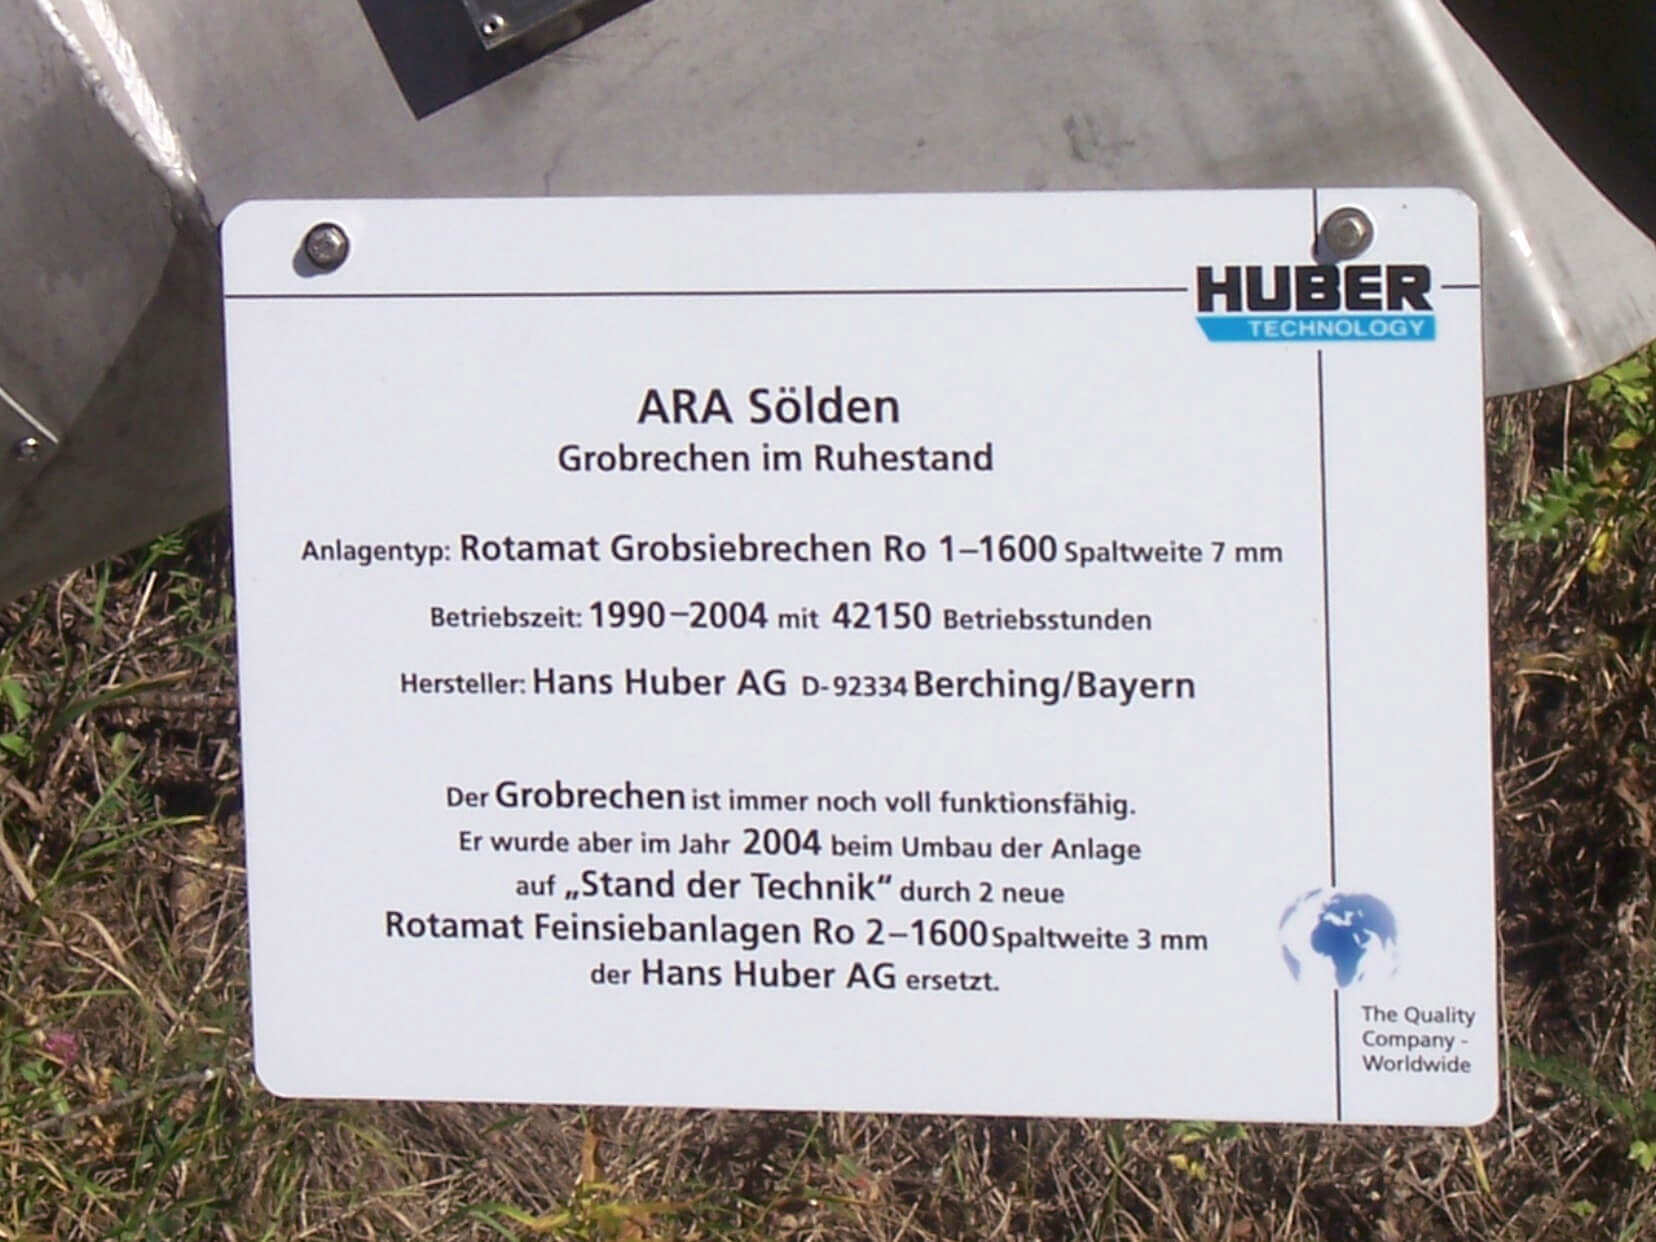 HUBER
TECHNOLOGY
ARA Sölden
Grobrechen im Ruhestand
Anlagentyp: Rotamat Grobsiebrechen Ro 1–1600 Spaltweite 7 mm
Betriebszeit: 1990–2004 mit 42150 Betriebsstunden
Hersteller: Hans Huber AG D-92334 Berching/Bayern
Der Grobrechen ist immer noch voll funktionsfähig.
Er wurde aber im Jahr 2004 beim Umbau der Anlage
auf „Stand der Technik“ durch 2 neue
Rotamat Feinsiebanlagen Ro 2–1600 Spaltweite 3 mm
der Hans Huber AG ersetzt.
The Quality
Company -
Worldwide